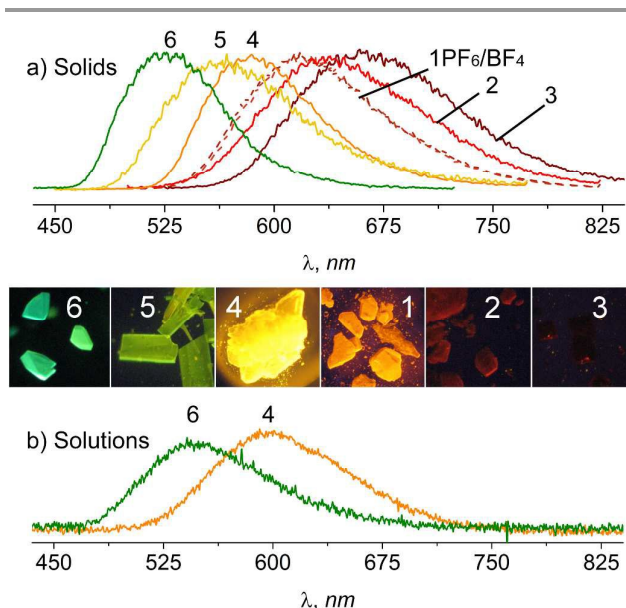 6 5 4
a) Solids
1PF₆/BF₄
2
3
450 525 600 675 750 825
λ, nm
6 5 4 1 2 3
b) Solutions
6 4
450 525 600 675 750 825
λ, nm